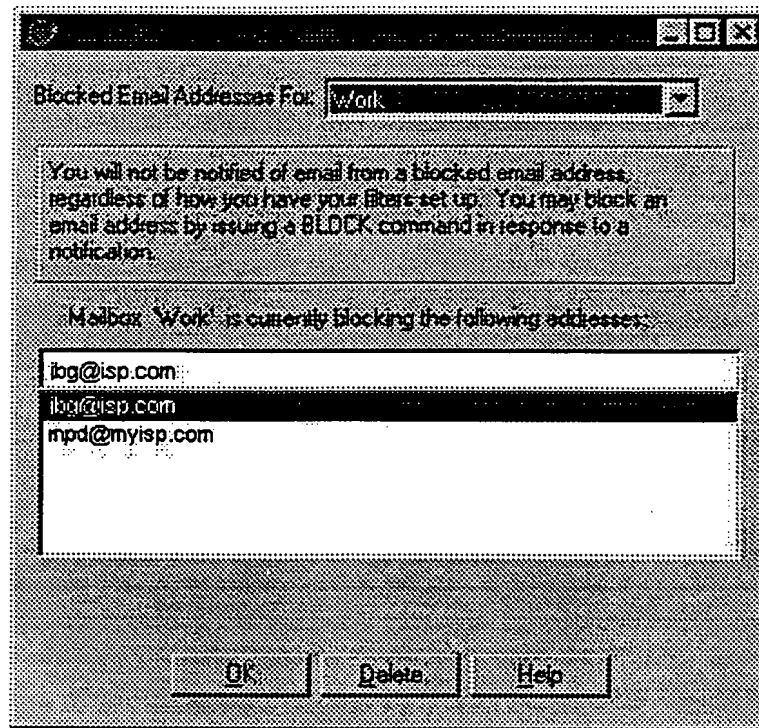 Blocked Email Addresses For: Work
You will not be notified of email from a blocked email address,
regardless of how you have your filters set up. You may block an
email address by issuing a BLOCK command in response to a
notification.
Mailbox 'Work' is currently blocking the following addresses:
ibg@isp.com
ibg@isp.com
mpd@myisp.com
OK Delete Help